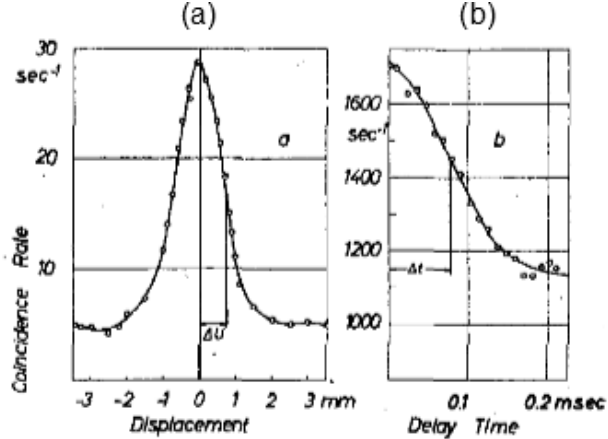 (a)
(b)
30
sec⁻¹
20
10
a
ΔU
-3 -2 -1 0 1 2 3 mm
Displacement
Coincidence Rate
1600
sec⁻¹
1400
1200
1000
b
Δt
0.1 0.2 msec
Delay Time